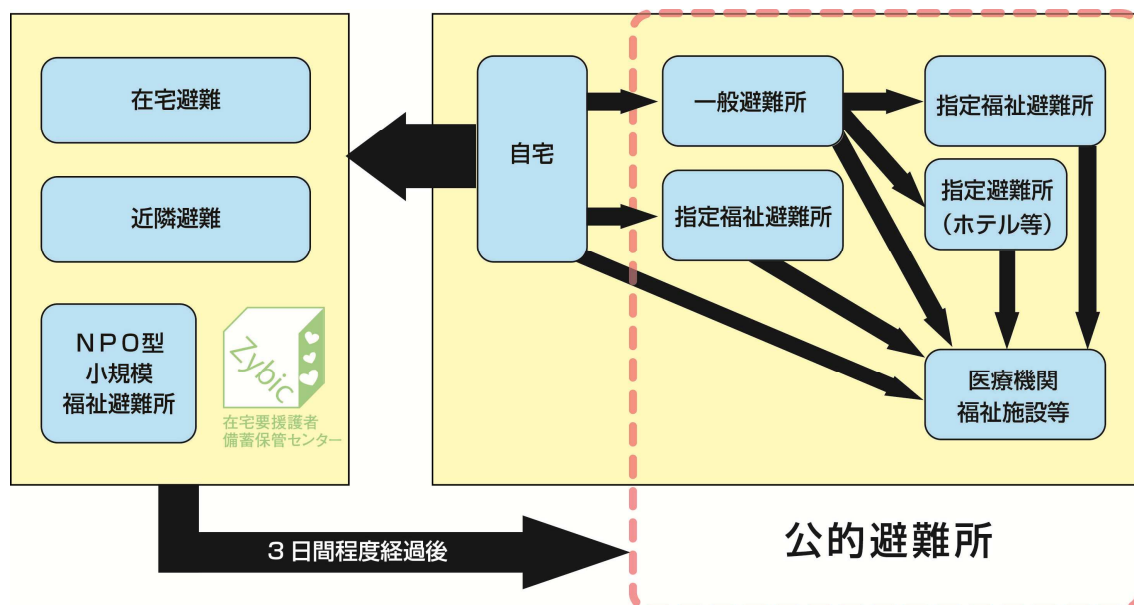 在宅避難
近隣避難
NPO型
小規模
福祉避難所
Zybic
在宅要援護者
備蓄保管センター
自宅
一般避難所
指定福祉避難所
指定福祉避難所
指定避難所
（ホテル等）
医療機関
福祉施設等
3日間程度経過後
公的避難所